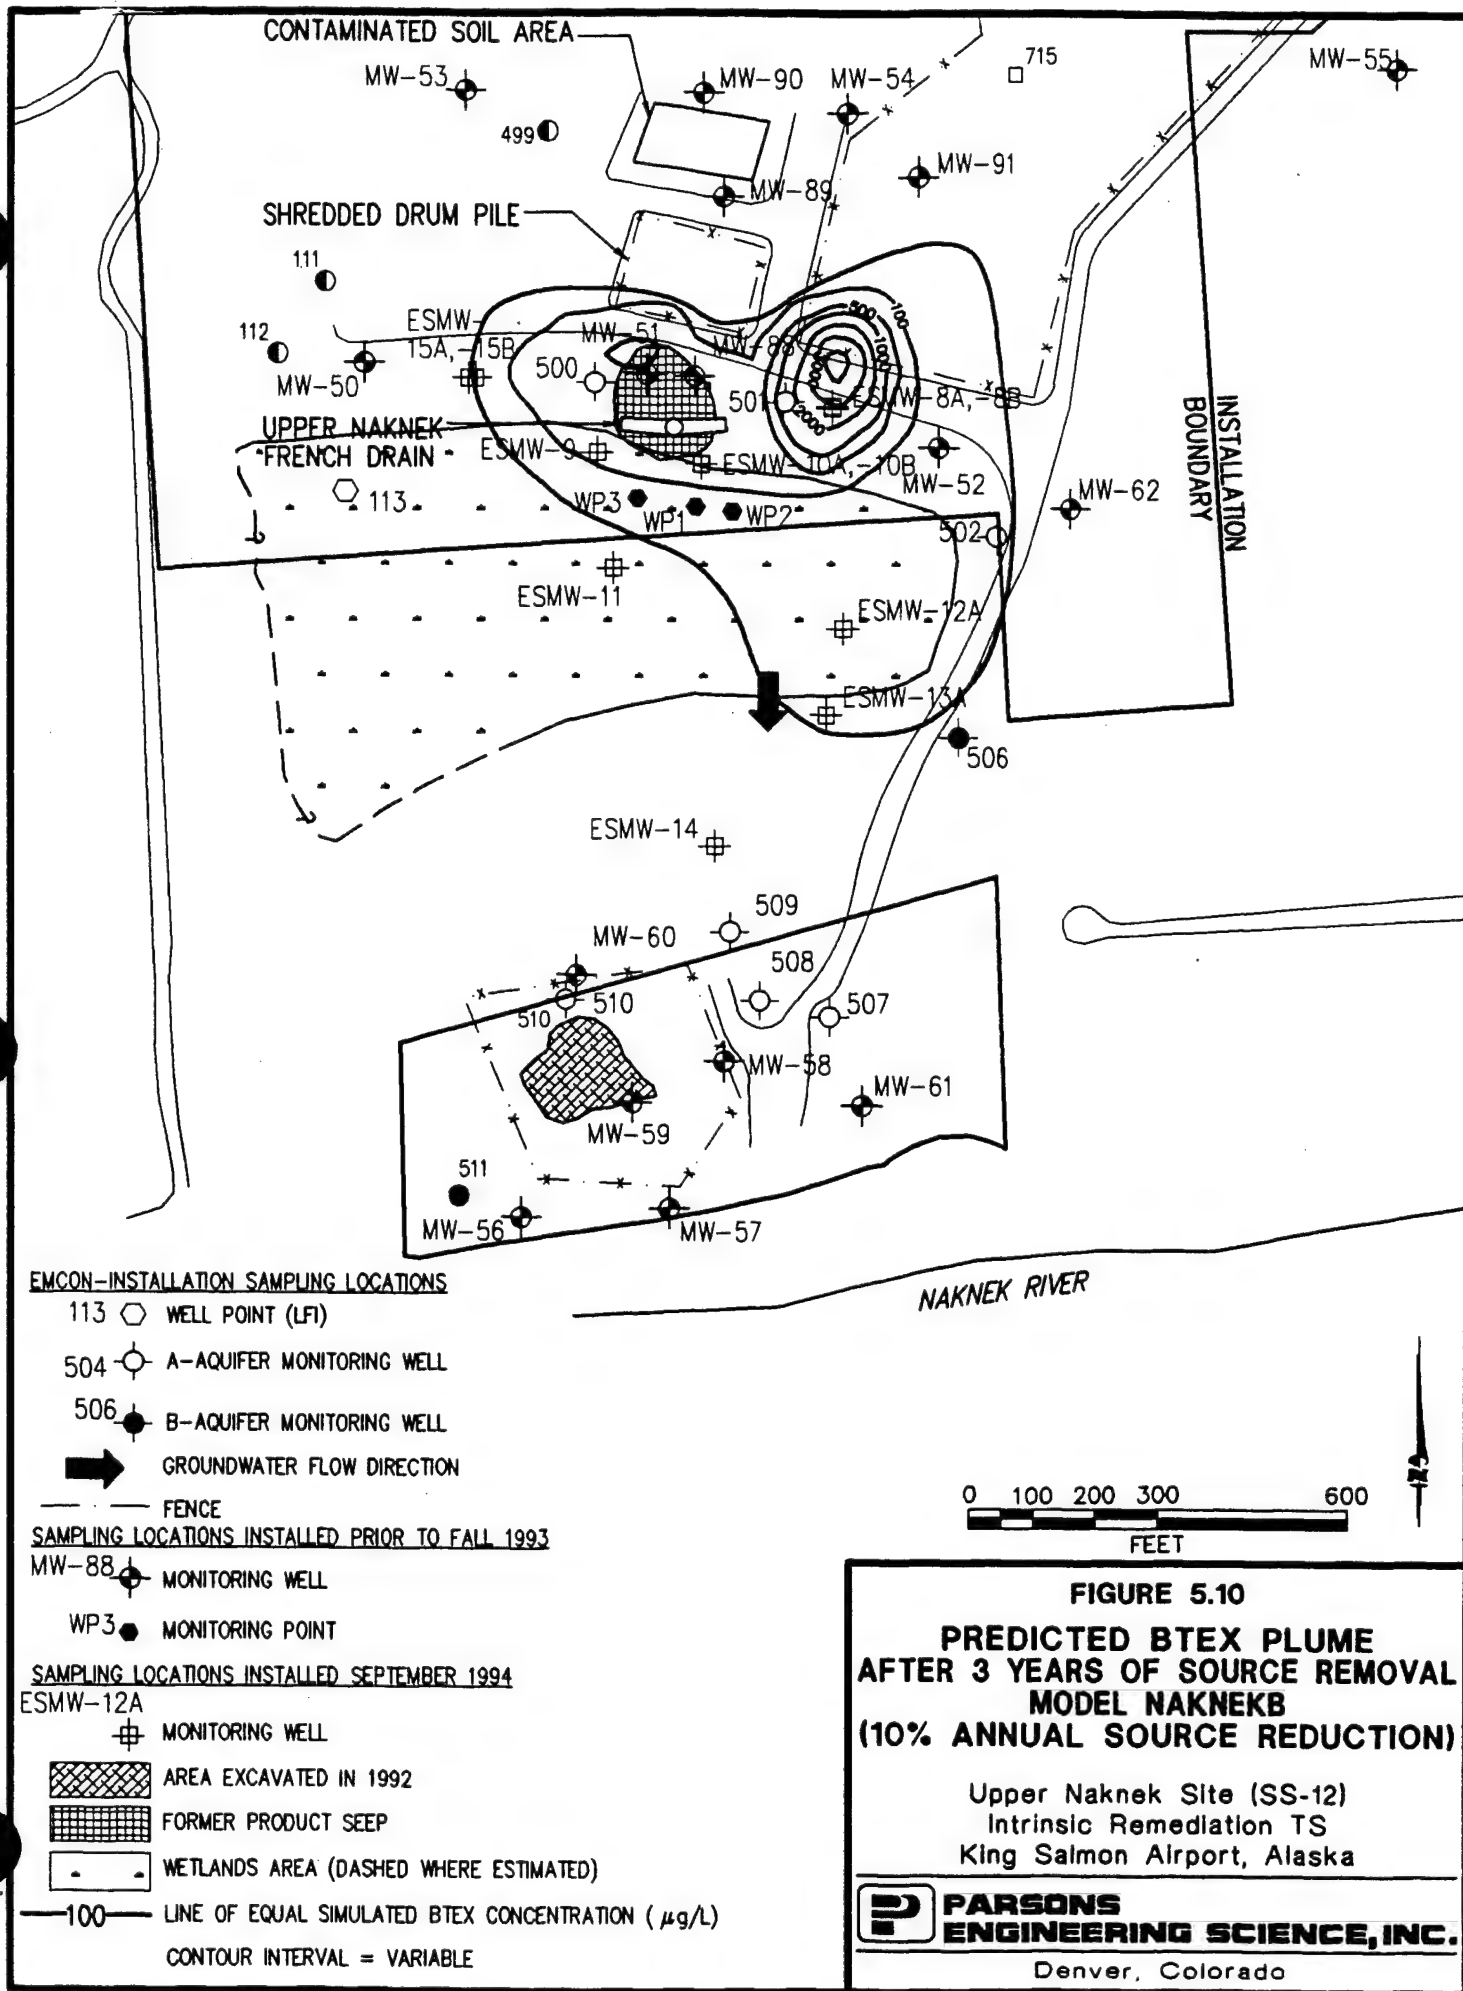 CONTAMINATED SOIL AREA
MW-53
MW-90
MW-54
715
MW-55
499
MW-91
MW-89
SHREDDED DRUM PILE
111
112
ESMW-
15A,-15B
MW-51
MW-88
500
100
1000
MW-50
500
501
2000
ESMW-8A,-8B
UPPER NAKNEK
FRENCH DRAIN
ESMW-9
ESMW-10A,-10B
MW-52
INSTALLATION
BOUNDARY
113
WP3
WP1
WP2
MW-62
502
ESMW-11
ESMW-12A
ESMW-13A
506
ESMW-14
509
MW-60
508
510
510
507
MW-58
MW-61
MW-59
511
MW-56
MW-57
NAKNEK RIVER
EMCON-INSTALLATION SAMPLING LOCATIONS
113 WELL POINT (LFI)
504 A-AQUIFER MONITORING WELL
506 B-AQUIFER MONITORING WELL
GROUNDWATER FLOW DIRECTION
FENCE
SAMPLING LOCATIONS INSTALLED PRIOR TO FALL 1993
MW-88 MONITORING WELL
WP3 MONITORING POINT
SAMPLING LOCATIONS INSTALLED SEPTEMBER 1994
ESMW-12A
MONITORING WELL
AREA EXCAVATED IN 1992
FORMER PRODUCT SEEP
WETLANDS AREA (DASHED WHERE ESTIMATED)
100 LINE OF EQUAL SIMULATED BTEX CONCENTRATION (µg/L)
CONTOUR INTERVAL = VARIABLE
N
0 100 200 300 600
FEET
FIGURE 5.10
PREDICTED BTEX PLUME
AFTER 3 YEARS OF SOURCE REMOVAL
MODEL NAKNEKB
(10% ANNUAL SOURCE REDUCTION)
Upper Naknek Site (SS-12)
Intrinsic Remediation TS
King Salmon Airport, Alaska
PARSONS
ENGINEERING SCIENCE, INC.
Denver, Colorado